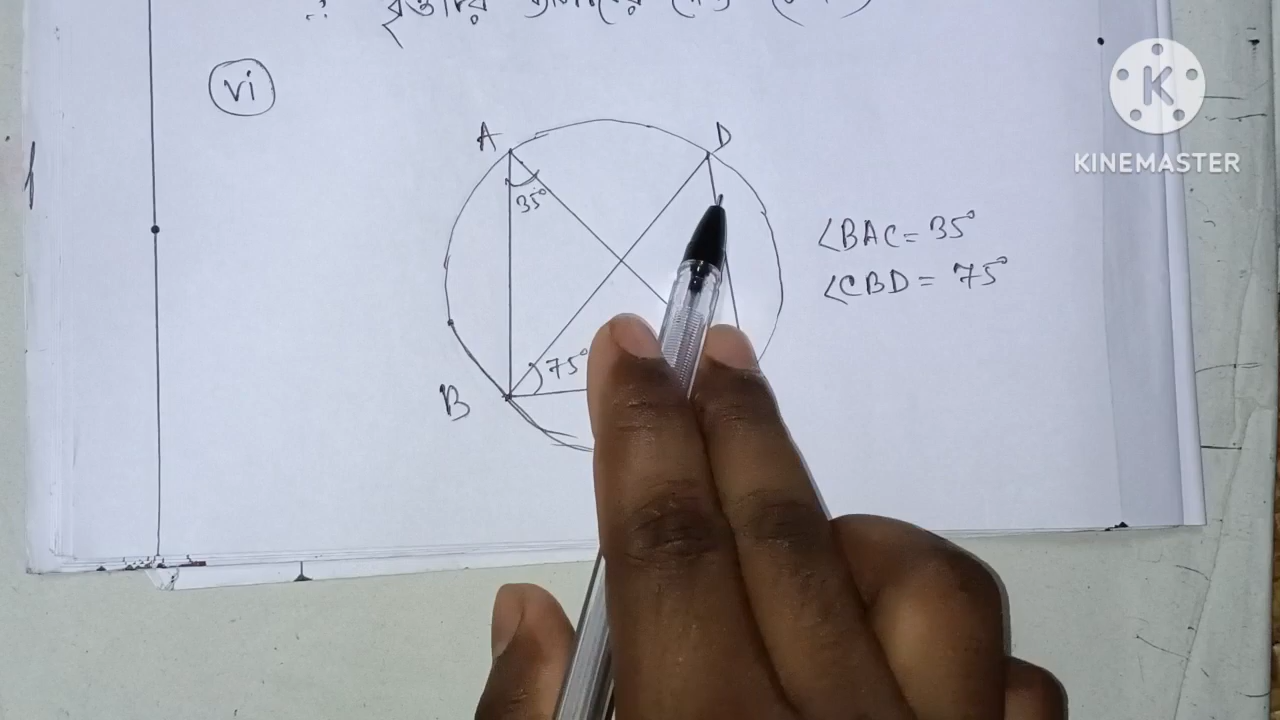 (vi)
K
KINEMASTER
A
D
35°
∠BAC = 35°
∠CBD = 75°
75°
B